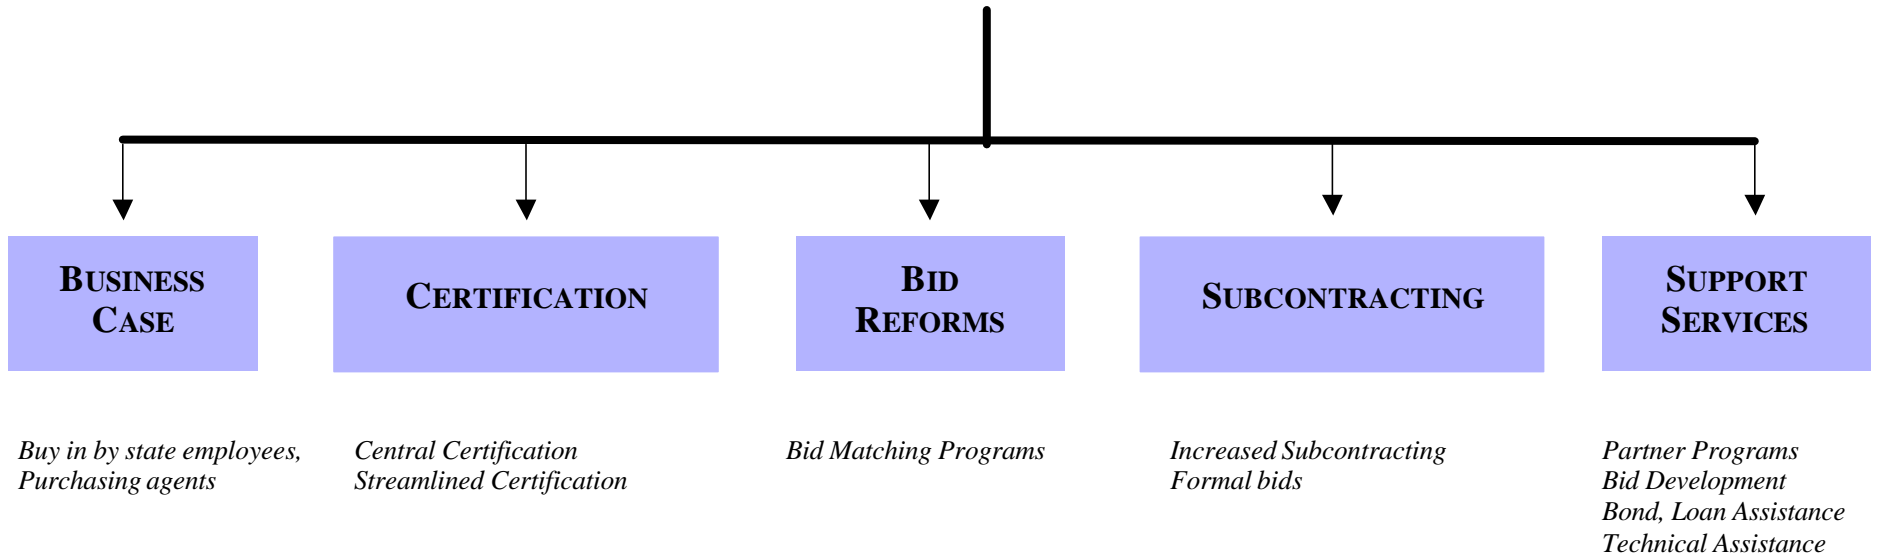 BUSINESS
CASE
CERTIFICATION
BID
REFORMS
SUBCONTRACTING
SUPPORT
SERVICES
Buy in by state employees,
Purchasing agents
Central Certification
Streamlined Certification
Bid Matching Programs
Increased Subcontracting
Formal bids
Partner Programs
Bid Development
Bond, Loan Assistance
Technical Assistance